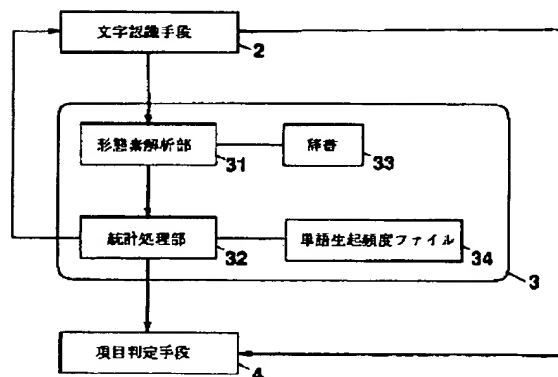 文字認識手段
2
形態素解析部
31
辞書
33
統計処理部
32
単語生起頻度ファイル
34
3
項目判定手段
4